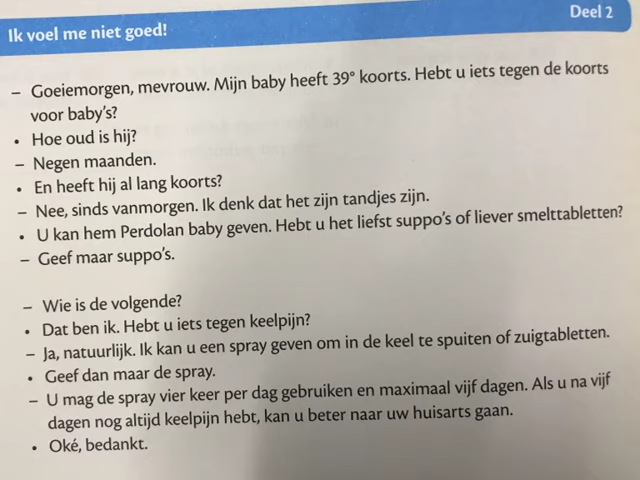 Deel 2
Ik voel me niet goed!
– Goeiemorgen, mevrouw. Mijn baby heeft 39° koorts. Hebt u iets tegen de koorts
voor baby's?
• Hoe oud is hij?
– Negen maanden.
• En heeft hij al lang koorts?
– Nee, sinds vanmorgen. Ik denk dat het zijn tandjes zijn.
• U kan hem Perdolan baby geven. Hebt u het liefst suppo's of liever smelttabletten?
– Geef maar suppo's.
– Wie is de volgende?
• Dat ben ik. Hebt u iets tegen keelpijn?
– Ja, natuurlijk. Ik kan u een spray geven om in de keel te spuiten of zuigtabletten.
• Geef dan maar de spray.
– U mag de spray vier keer per dag gebruiken en maximaal vijf dagen. Als u na vijf
dagen nog altijd keelpijn hebt, kan u beter naar uw huisarts gaan.
• Oké, bedankt.